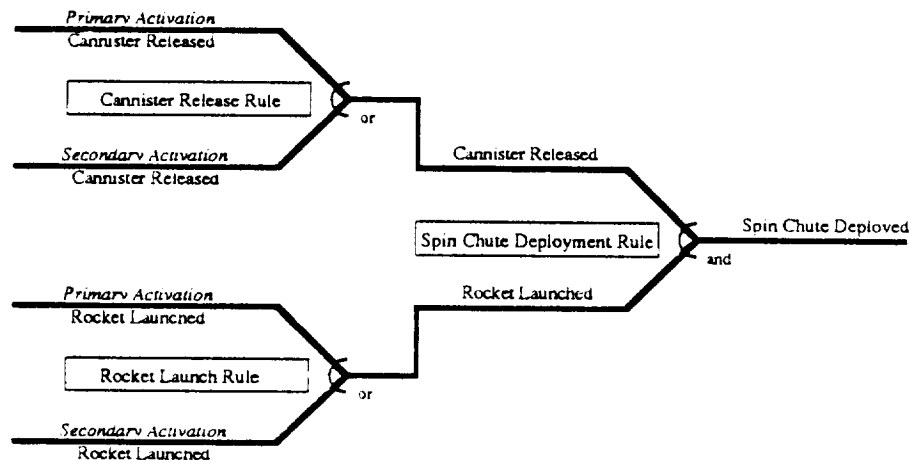 Primary Activation
Cannister Released
Cannister Release Rule
or
Secondary Activation
Cannister Released
Cannister Released
Spin Chute Deployment Rule
and
Spin Chute Deployed
Rocket Launched
Primary Activation
Rocket Launched
Rocket Launch Rule
or
Secondary Activation
Rocket Launched